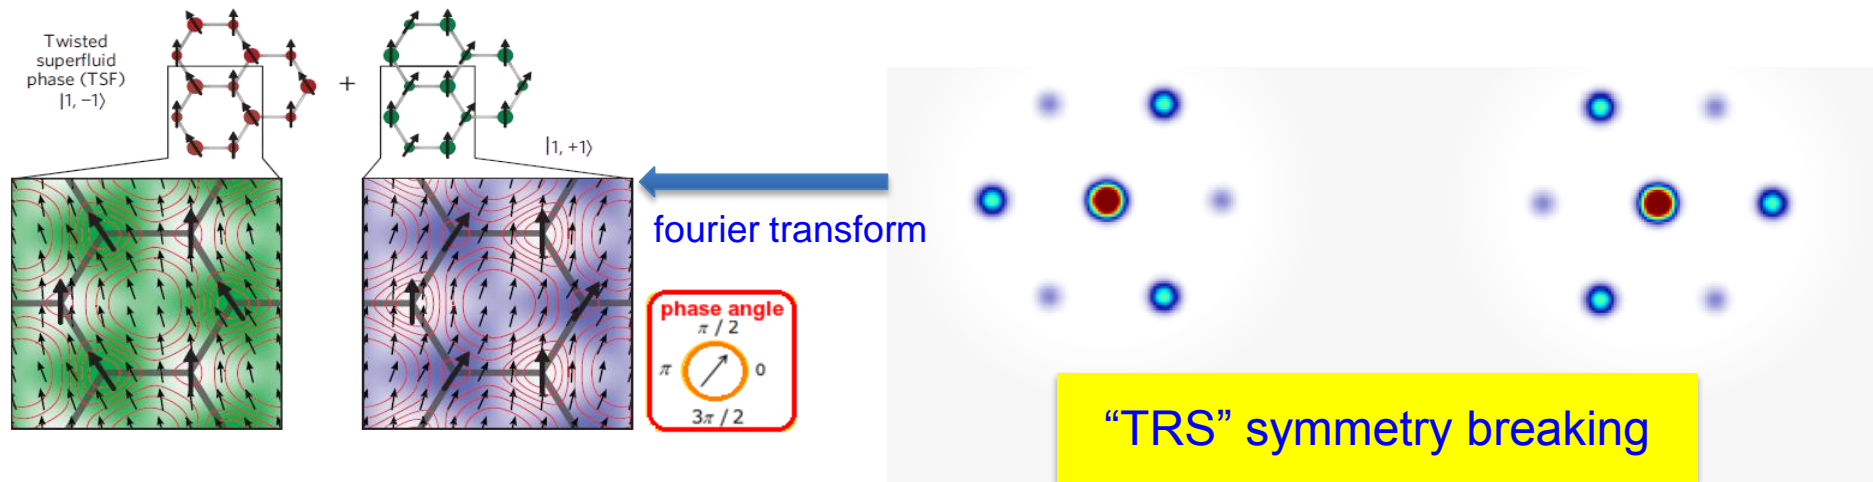 Twisted
superfluid
phase (TSF)
|1, −1⟩
+
|1, +1⟩
fourier transform
phase angle
π / 2
π
0
3π / 2
“TRS” symmetry breaking